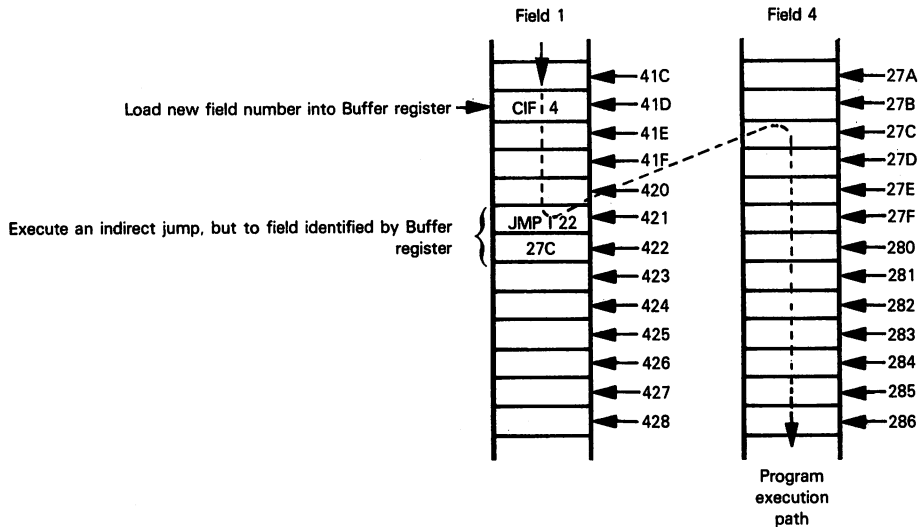 Field 1
Field 4
41C
27A
Load new field number into Buffer register
CIF 4
41D
27B
41E
27C
41F
27D
420
27E
Execute an indirect jump, but to field identified by Buffer
register
JMP I 22
421
27F
27C
422
280
423
281
424
282
425
283
426
284
427
285
428
286
Program
execution
path